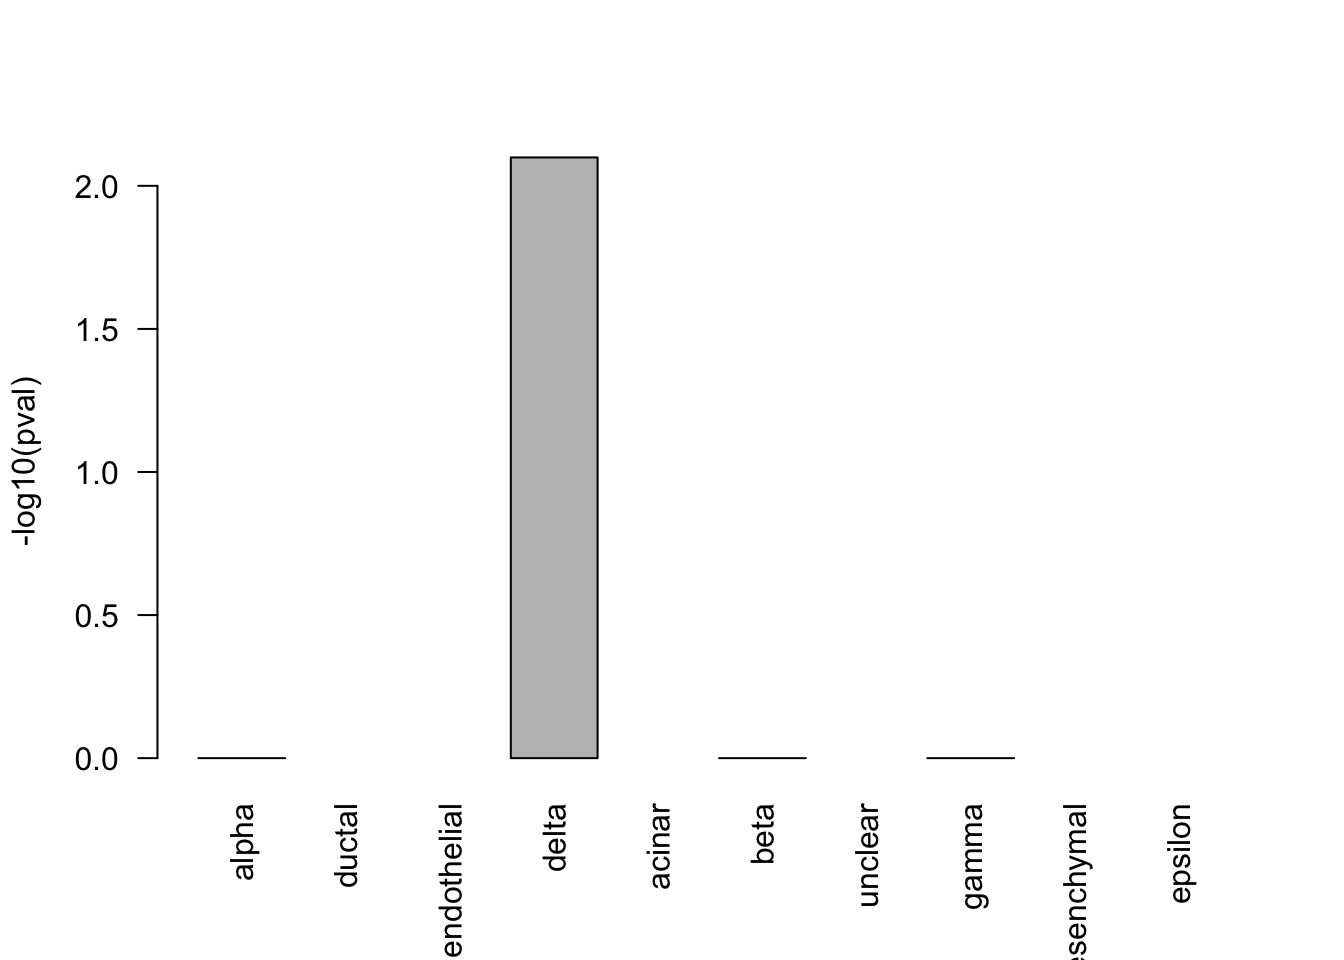 -log10(pval)
2.0
1.5
1.0
0.5
0.0
alpha
ductal
endothelial
delta
acinar
beta
unclear
gamma
esenchymal
epsilon